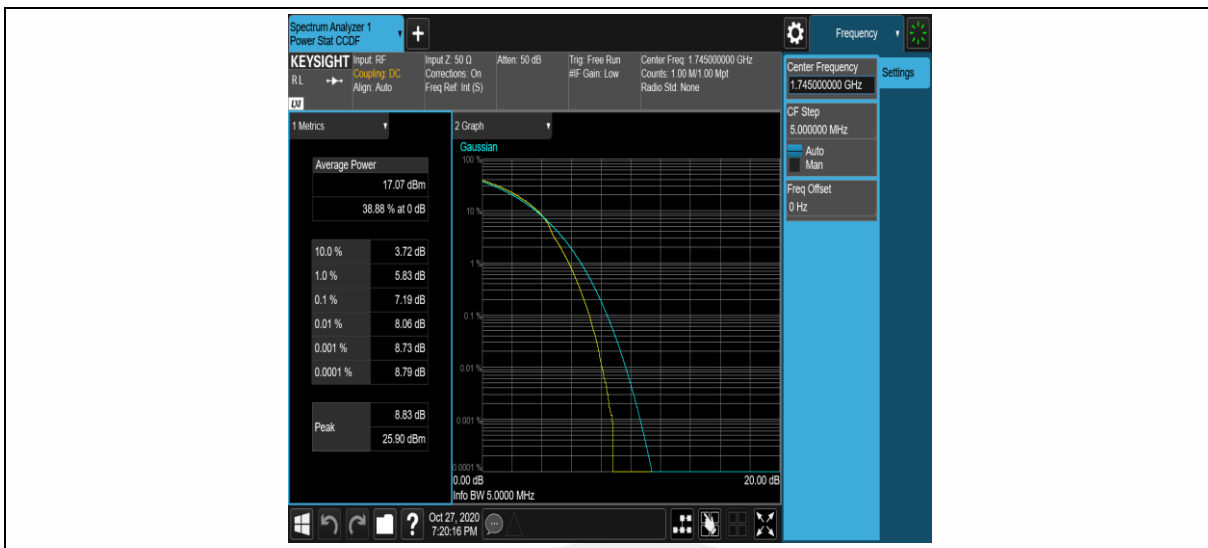 Spectrum Analyzer 1
Power Stat CCDF
Frequency
KEYSIGHT
Input: RF
Coupling: DC
Align: Auto
Input Z: 50 Ω
Corrections: On
Freq Ref: Int (S)
Atten: 50 dB
Trig: Free Run
#IF Gain: Low
Center Freq: 1.745000000 GHz
Counts: 1.00 M/1.00 Mpt
Radio Std: None
R L
LXI
Center Frequency
1.745000000 GHz
Settings
CF Step
5.000000 MHz
Auto
Man
Freq Offset
0 Hz
1 Metrics
Average Power
17.07 dBm
38.88 % at 0 dB
10.0 % 3.72 dB
1.0 % 5.83 dB
0.1 % 7.19 dB
0.01 % 8.06 dB
0.001 % 8.73 dB
0.0001 % 8.79 dB
Peak
8.83 dB
25.90 dBm
2 Graph
Gaussian
100 %
10 %
1 %
0.1 %
0.01 %
0.001 %
0.0001 %
0.00 dB
20.00 dB
Info BW 5.0000 MHz
?
Oct 27, 2020
7:20:16 PM